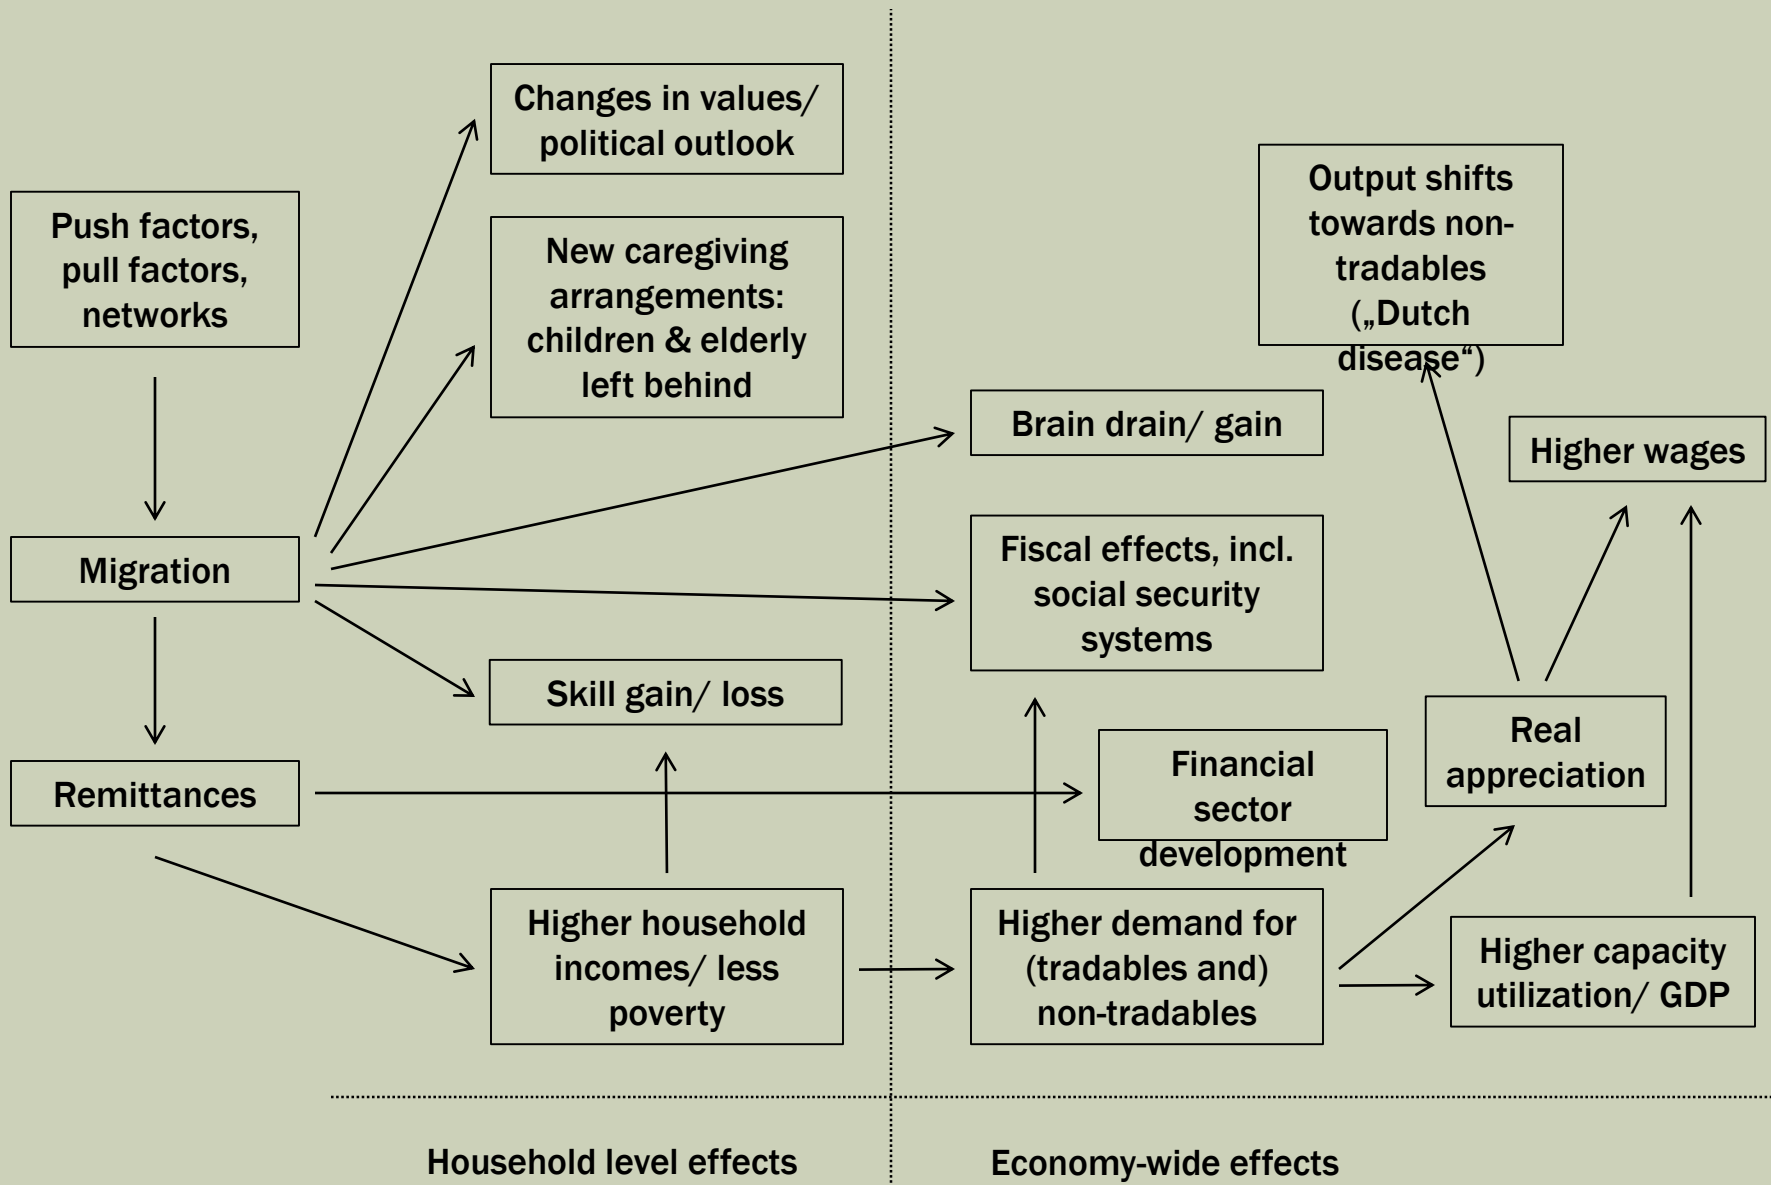 Changes in values/
political outlook
Push factors,
pull factors,
networks
New caregiving
arrangements:
children & elderly
left behind
Output shifts
towards non-
tradables
(„Dutch
disease“)
Brain drain/ gain
Higher wages
Migration
Fiscal effects, incl.
social security
systems
Skill gain/ loss
Real
appreciation
Remittances
Financial
sector
development
Higher household
incomes/ less
poverty
Higher demand for
(tradables and)
non-tradables
Higher capacity
utilization/ GDP
Household level effects
Economy-wide effects